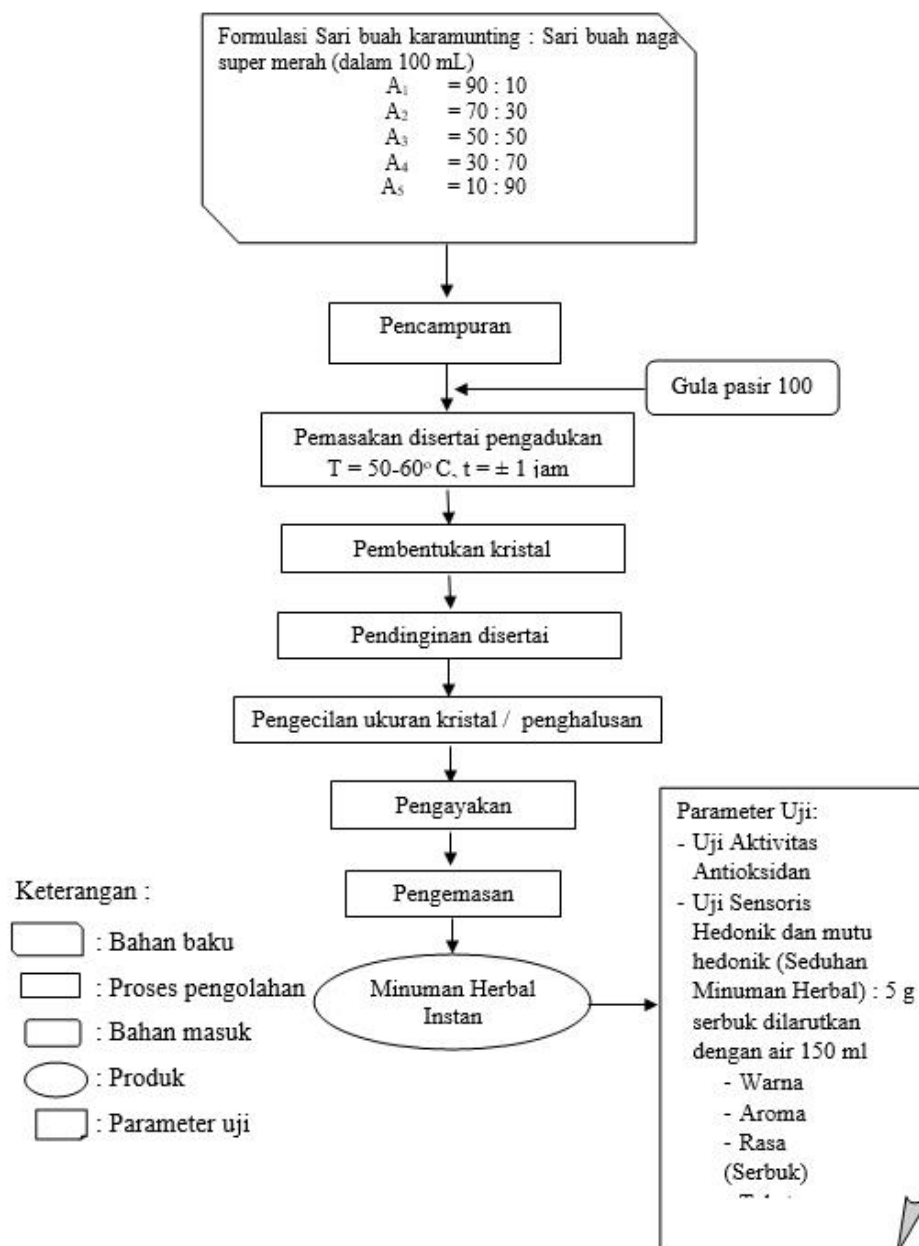 Formulasi Sari buah karamunting : Sari buah naga
super merah (dalam 100 mL)
A₁ = 90 : 10
A₂ = 70 : 30
A₃ = 50 : 50
A₄ = 30 : 70
A₅ = 10 : 90
Pencampuran
Gula pasir 100
Pemasakan disertai pengadukan
T = 50-60° C, t = ± 1 jam
Pembentukan kristal
Pendinginan disertai
Pengecilan ukuran kristal / penghalusan
Pengayakan
Pengemasan
Minuman Herbal
Instan
Parameter Uji:
- Uji Aktivitas
Antioksidan
- Uji Sensoris
Hedonik dan mutu
hedonik (Seduhan
Minuman Herbal) : 5 g
serbuk dilarutkan
dengan air 150 ml
- Warna
- Aroma
- Rasa
(Serbuk)
Keterangan :
: Bahan baku
: Proses pengolahan
: Bahan masuk
: Produk
: Parameter uji